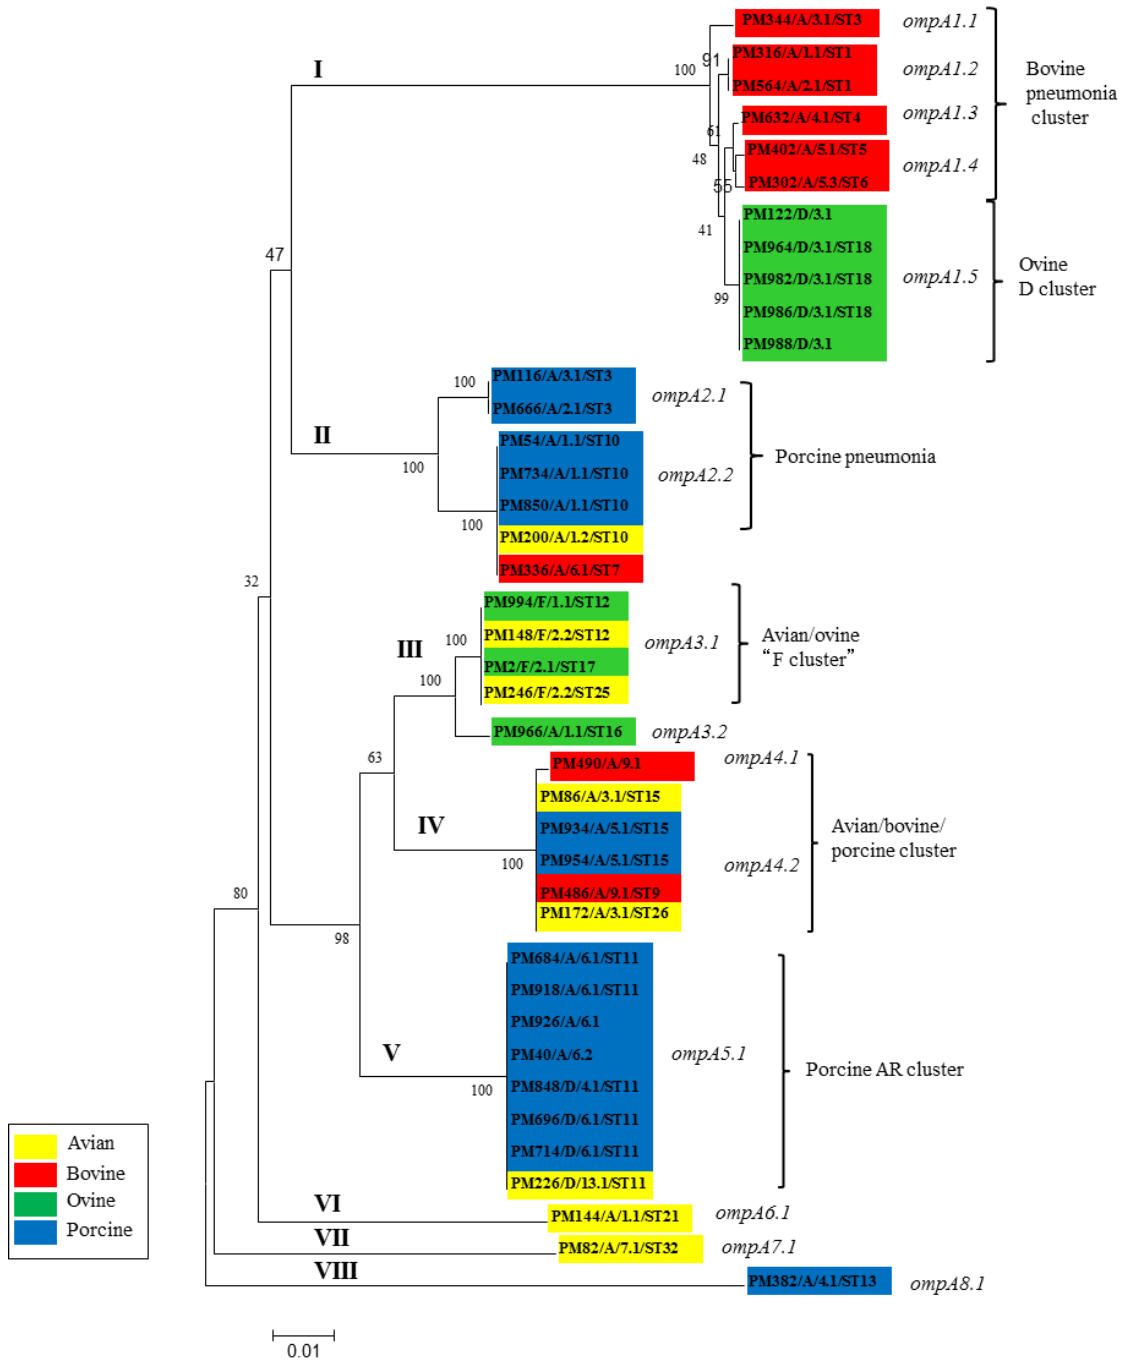 PM344/A/3.1/ST3
ompA1.1
I
91
PM316/A/1.1/ST1
100
ompA1.2
Bovine
pneumonia
cluster
PM564/A/2.1/ST1
PM632/A/4.1/ST4
ompA1.3
61
PM402/A/5.1/ST5
48
ompA1.4
55
PM302/A/5.3/ST6
PM122/D/3.1
41
PM964/D/3.1/ST18
47
PM982/D/3.1/ST18
ompA1.5
Ovine
D cluster
99
PM986/D/3.1/ST18
PM988/D/3.1
PM116/A/3.1/ST3
100
ompA2.1
PM666/A/2.1/ST3
II
PM54/A/1.1/ST10
100
Porcine pneumonia
PM734/A/1.1/ST10
ompA2.2
PM850/A/1.1/ST10
100
PM200/A/1.2/ST10
PM336/A/6.1/ST7
32
PM994/F/1.1/ST12
PM148/F/2.2/ST12
100
ompA3.1
Avian/ovine
“F cluster”
III
PM2/F/2.1/ST17
100
PM246/F/2.2/ST25
PM966/A/1.1/ST16
ompA3.2
63
PM490/A/9.1
ompA4.1
PM86/A/3.1/ST15
IV
PM934/A/5.1/ST15
Avian/bovine/
porcine cluster
100
PM954/A/5.1/ST15
ompA4.2
PM486/A/9.1/ST9
80
PM172/A/3.1/ST26
98
PM684/A/6.1/ST11
PM918/A/6.1/ST11
PM926/A/6.1
V
PM40/A/6.2
ompA5.1
Porcine AR cluster
100
PM848/D/4.1/ST11
PM696/D/6.1/ST11
PM714/D/6.1/ST11
PM226/D/13.1/ST11
Avian
Bovine
Ovine
Porcine
VI
PM144/A/1.1/ST21
ompA6.1
VII
PM82/A/7.1/ST32
ompA7.1
VIII
PM382/A/4.1/ST13
ompA8.1
0.01